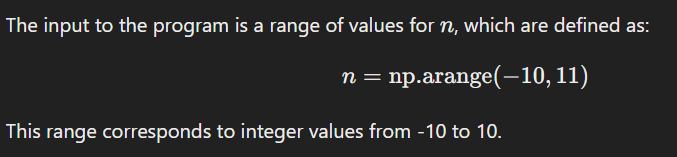 The input to the program is a range of values for n, which are defined as:
n = np.arange(−10, 11)
This range corresponds to integer values from -10 to 10.